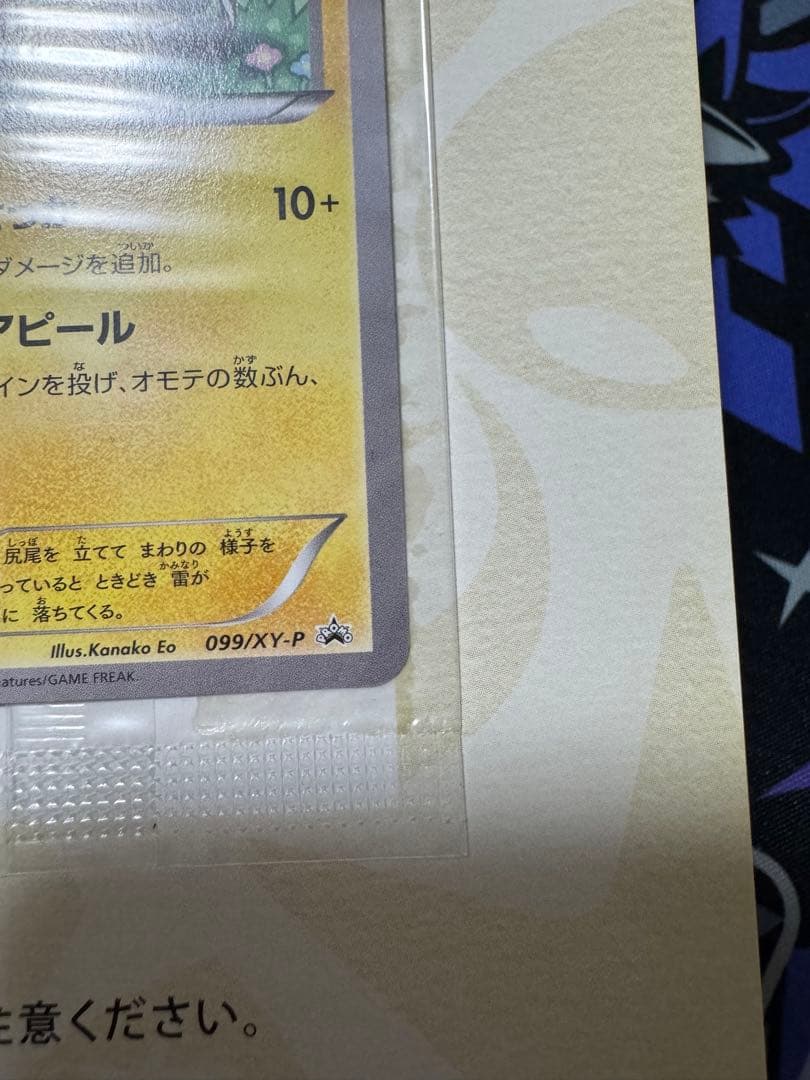 10+
ダメージを追加。
アピール
インを投げ、オモテの数ぶん、
尻尾を 立てて まわりの 様子を
っていると ときどき 雷が
に 落ちてくる。
Illus.Kanako Eo 099/XY-P PROMO
atures/GAME FREAK.
注意ください。